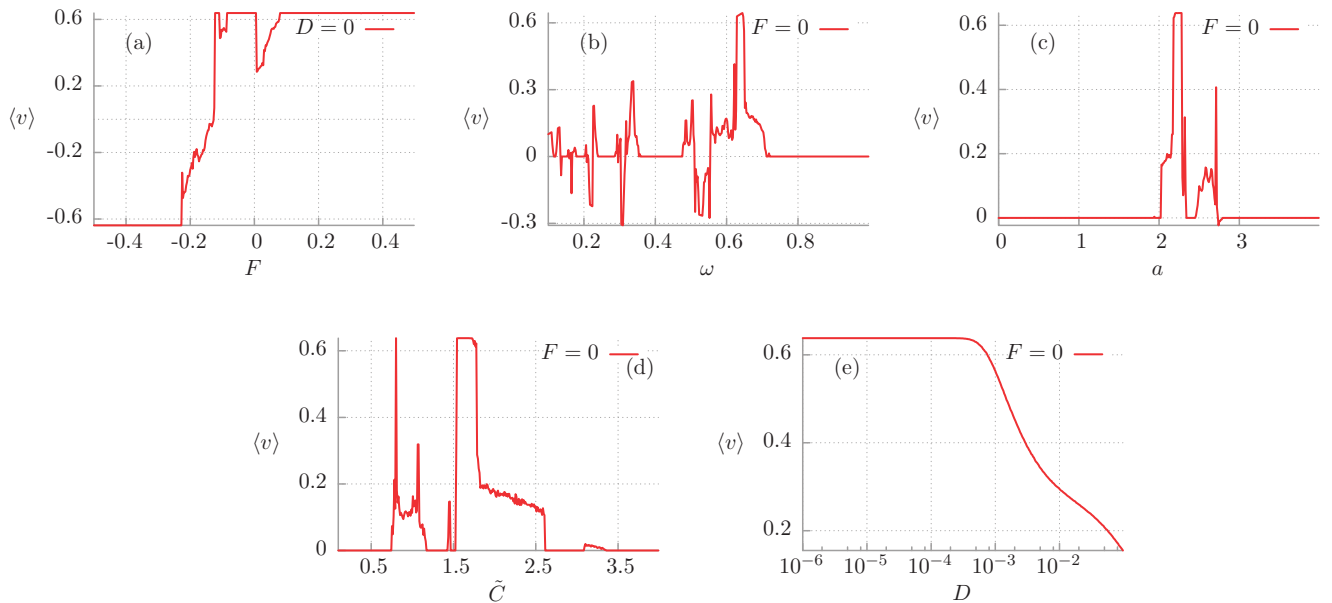 (a)
D = 0
0.6
0.2
-0.2
-0.6
⟨v⟩
-0.4 -0.2 0 0.2 0.4
F
(b)
F = 0
0.6
0.3
0
-0.3
⟨v⟩
0.2 0.4 0.6 0.8
ω
(c)
F = 0
0.6
0.4
0.2
0
⟨v⟩
0 1 2 3
a
F = 0
(d)
0.6
0.4
0.2
0
⟨v⟩
0.5 1.5 2.5 3.5
C̃
(e)
F = 0
0.6
0.4
0.2
⟨v⟩
10⁻⁶ 10⁻⁵ 10⁻⁴ 10⁻³ 10⁻²
D